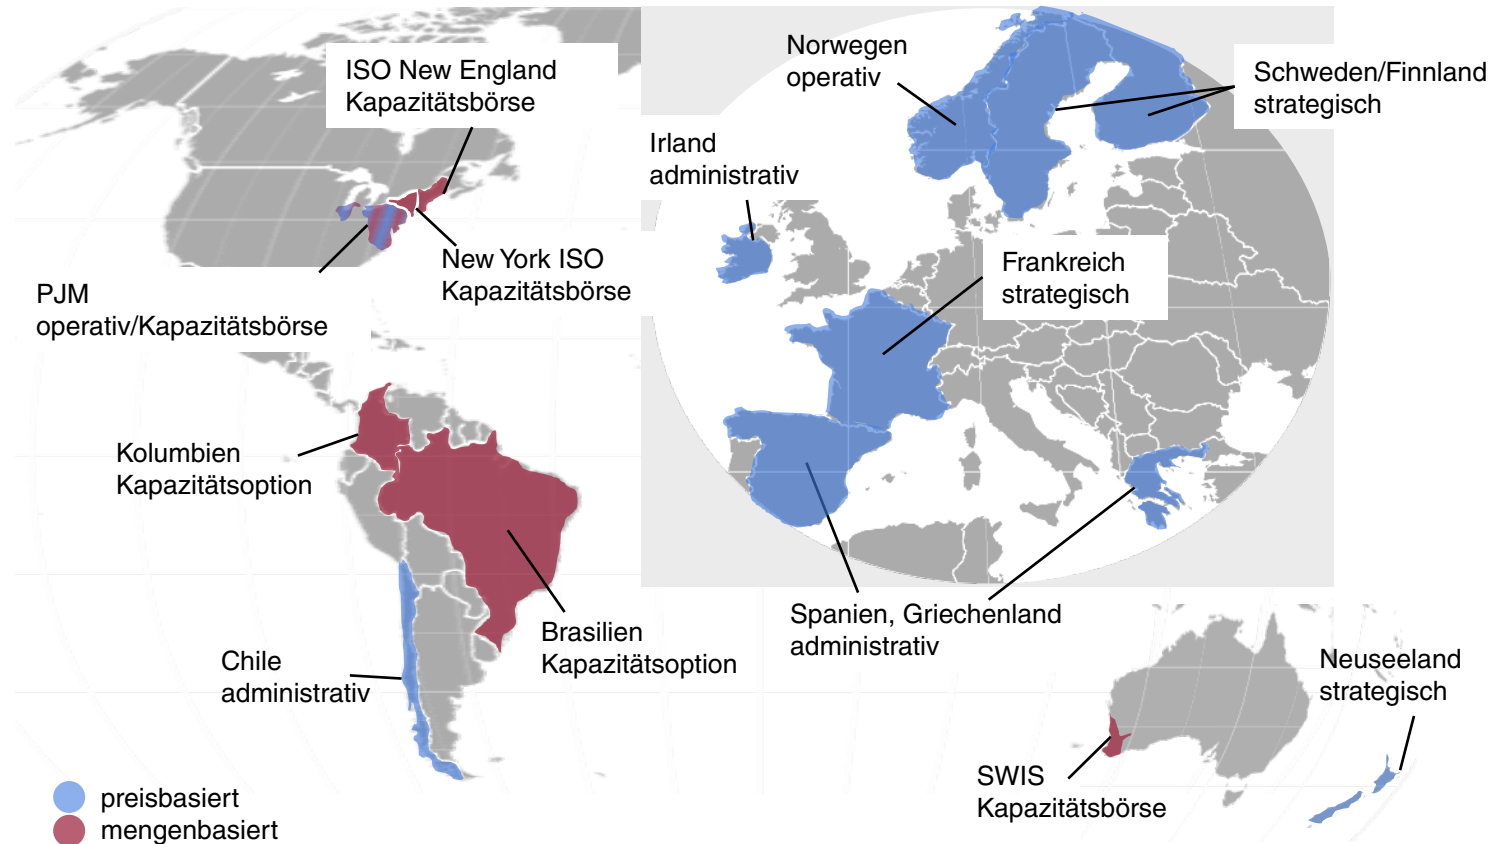 ISO New England
Kapazitätsbörse
Norwegen
operativ
Schweden/Finnland
strategisch
Irland
administrativ
New York ISO
Kapazitätsbörse
Frankreich
strategisch
PJM
operativ/Kapazitätsbörse
Kolumbien
Kapazitätsoption
Spanien, Griechenland
administrativ
Brasilien
Kapazitätsoption
Chile
administrativ
Neuseeland
strategisch
SWIS
Kapazitätsbörse
preisbasiert
mengenbasiert